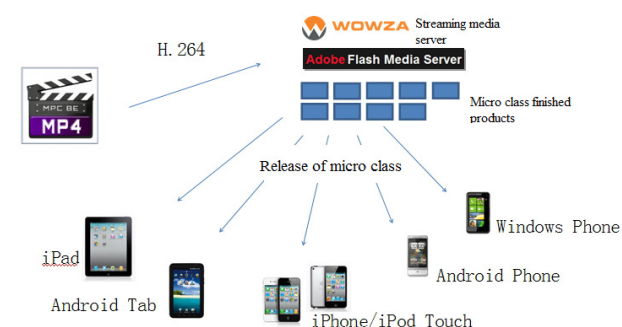 WOWZA
Streaming media
server
H.264
Adobe Flash Media Server
MPC BE
MP4
Micro class finished
products
Release of micro class
Windows Phone
iPad
Android Phone
Android Tab
iPhone/iPod Touch